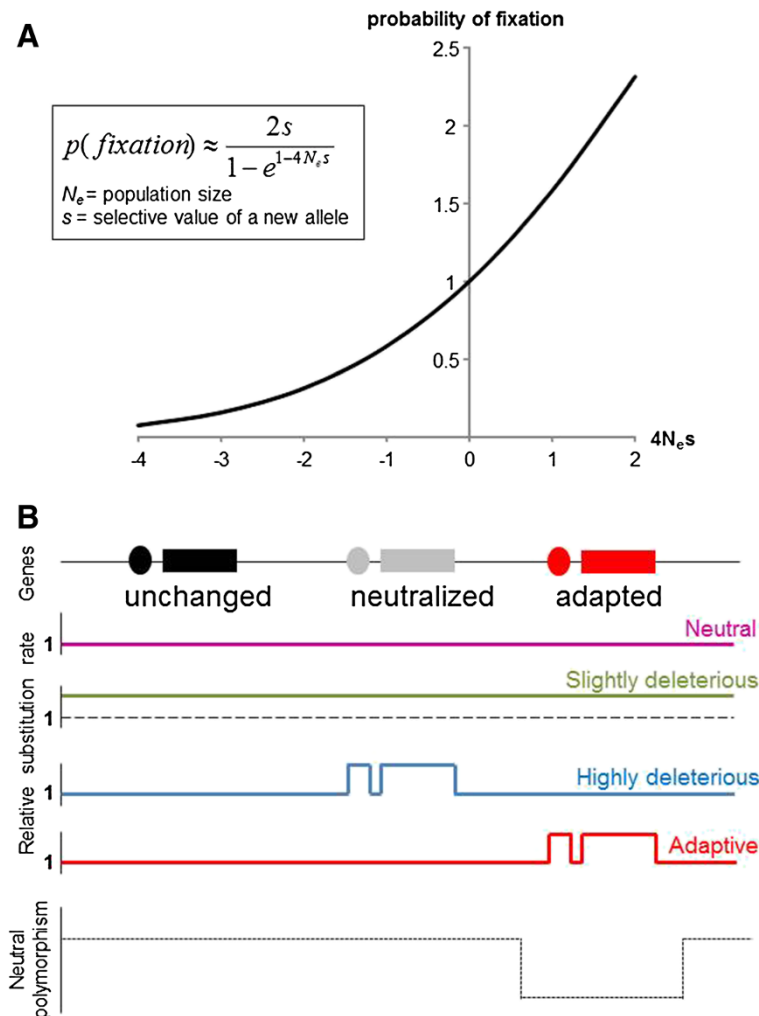 A
probability of fixation
2.5
2
1.5
1
0.5
p(fixation) ≈ 2s / 1 − e^{1−4N_e s}
Ne = population size
s = selective value of a new allele
-4 -3 -2 -1 0 1 2
4Nes
B
Genes
unchanged neutralized adapted
Relative substitution rate
1 Neutral
Slightly deleterious
1
1 Highly deleterious
1 Adaptive
Neutral
polymorphism